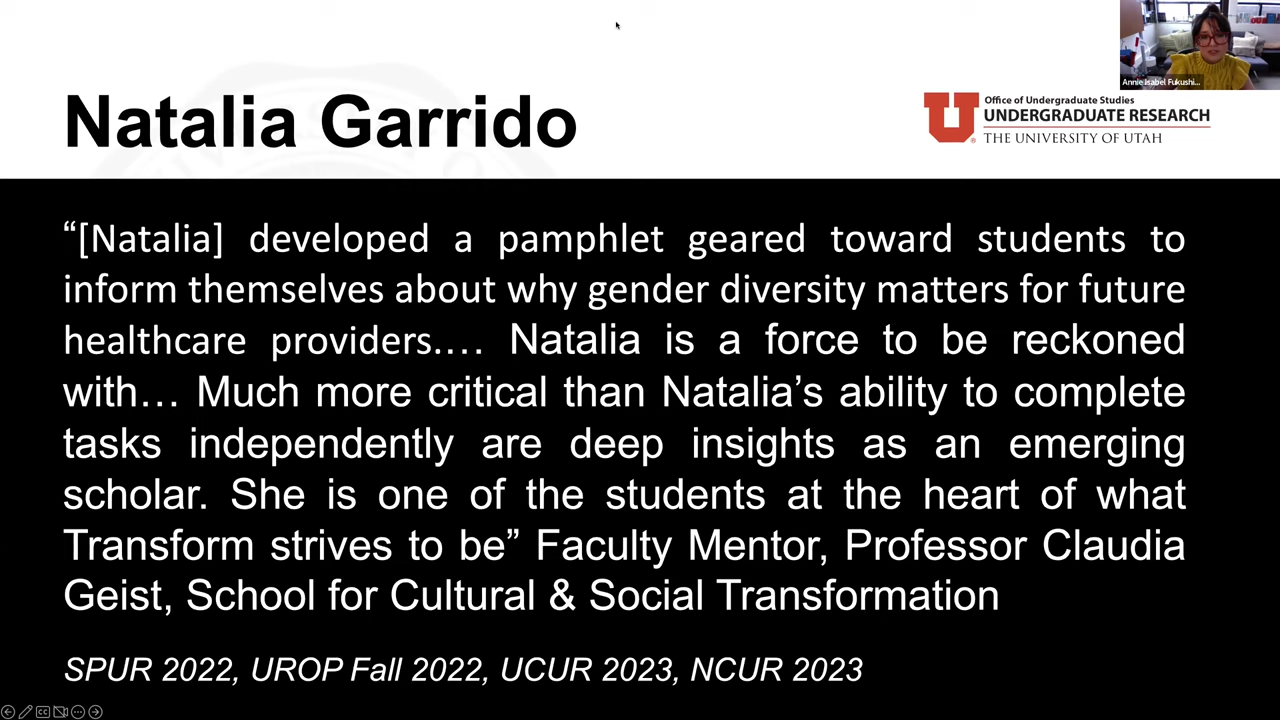 Annie Isabel Fukushi...
Natalia Garrido
Office of Undergraduate Studies
UNDERGRADUATE RESEARCH
THE UNIVERSITY OF UTAH
“[Natalia] developed a pamphlet geared toward students to
inform themselves about why gender diversity matters for future
healthcare providers.… Natalia is a force to be reckoned
with… Much more critical than Natalia’s ability to complete
tasks independently are deep insights as an emerging
scholar. She is one of the students at the heart of what
Transform strives to be” Faculty Mentor, Professor Claudia
Geist, School for Cultural & Social Transformation
SPUR 2022, UROP Fall 2022, UCUR 2023, NCUR 2023